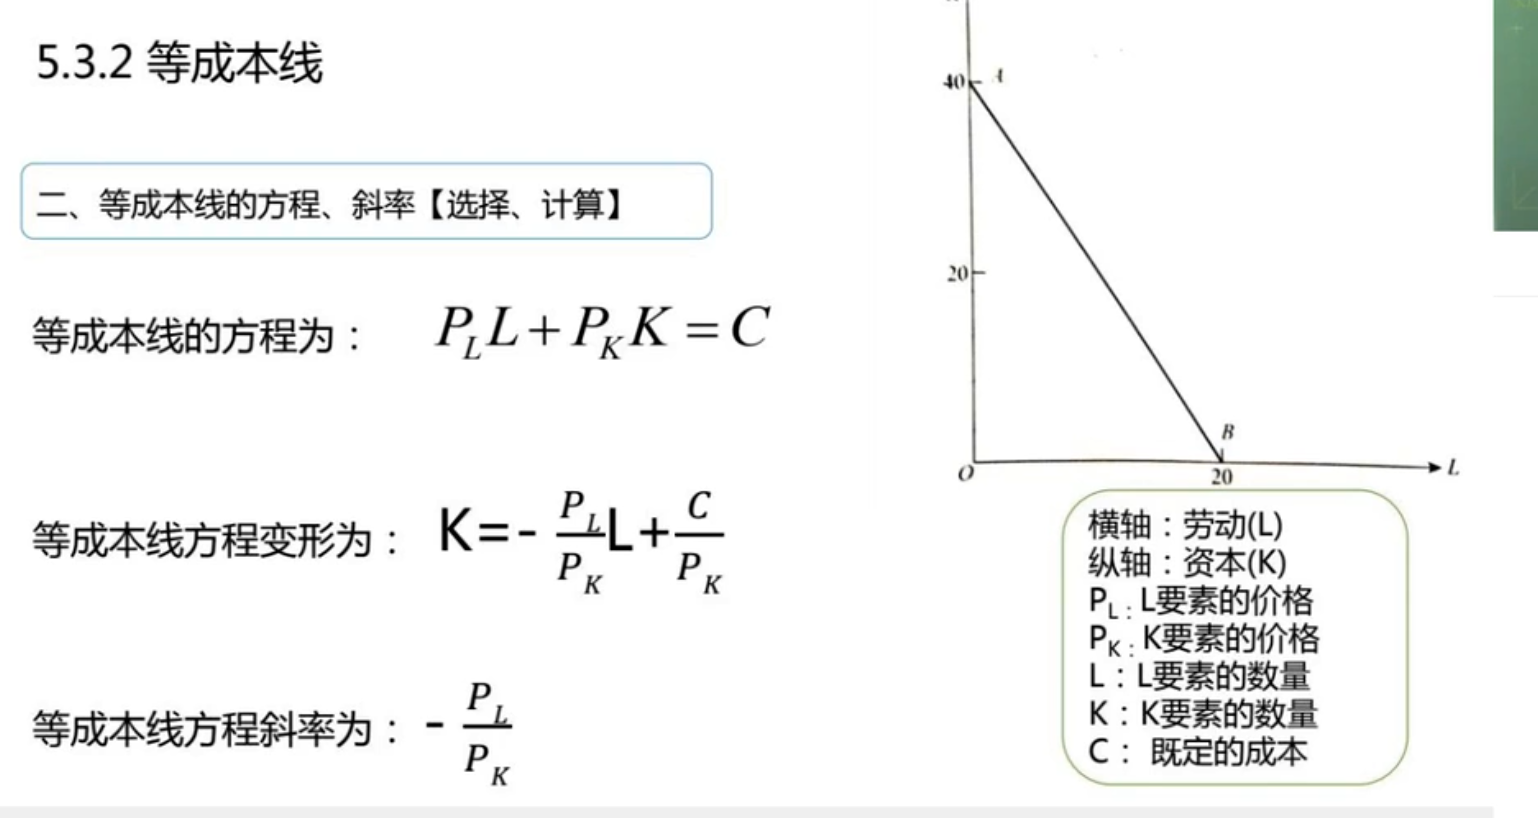 5.3.2 等成本线
二、等成本线的方程、斜率【选择、计算】
等成本线的方程为： P_L L + P_K K = C
等成本线方程变形为： K=- \frac{P_L}{P_K} L+ \frac{C}{P_K}
等成本线方程斜率为： - \frac{P_L}{P_K}
40 A
20
B
O
20
L
横轴：劳动(L)
纵轴：资本(K)
P_L：L要素的价格
P_K：K要素的价格
L：L要素的数量
K：K要素的数量
C： 既定的成本